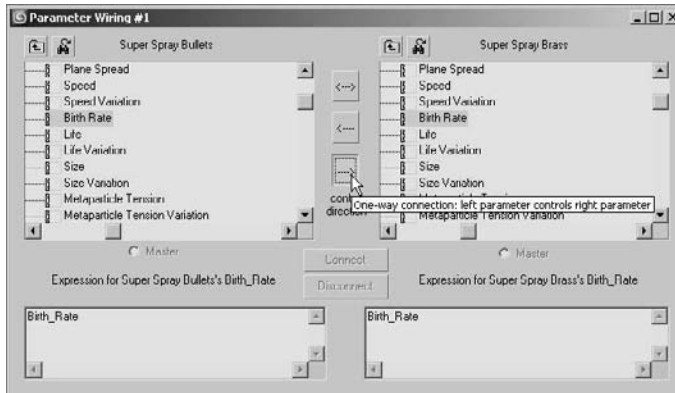 Parameter Wiring #1
Super Spray Bullets
Plane Spread
Speed
Speed Variation
Birth Rate
Life
Life Variation
Size
Size Variation
Metaparticle Tension
Metaparticle Tension Variation
Master
Expression for Super Spray Bullets's Birth_Rate
Birth_Rate
<--->
<----
---->
direction
One-way connection: left parameter controls right parameter
Connect
Disconnect
Super Spray Brass
Plane Spread
Speed
Speed Variation
Birth Rate
Life
Life Variation
Size
Size Variation
Metaparticle Tension Variation
Master
Expression for Super Spray Brass's Birth_Rate
Birth_Rate